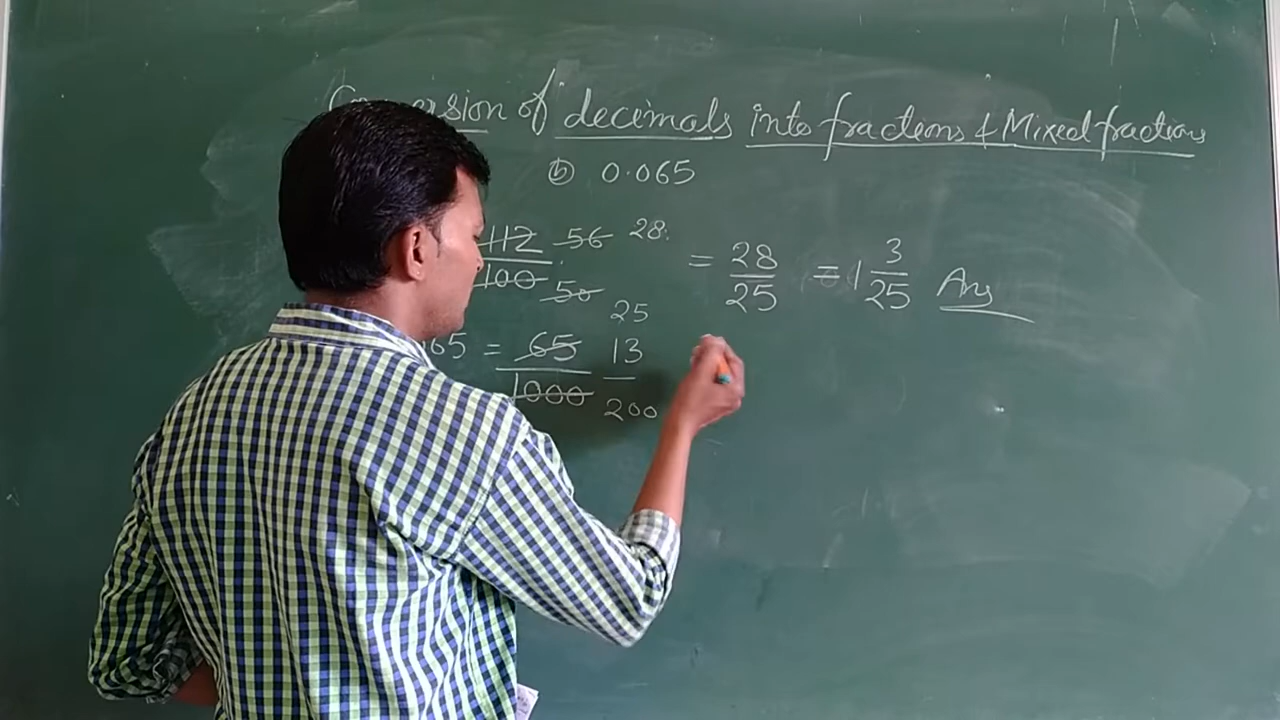 sion of decimals into fractions & Mixed fractions
ⓑ 0.065
112 56 28
100 50 25
= 28/25 = 1 3/25 Ans
65 = 65/1000 13/200